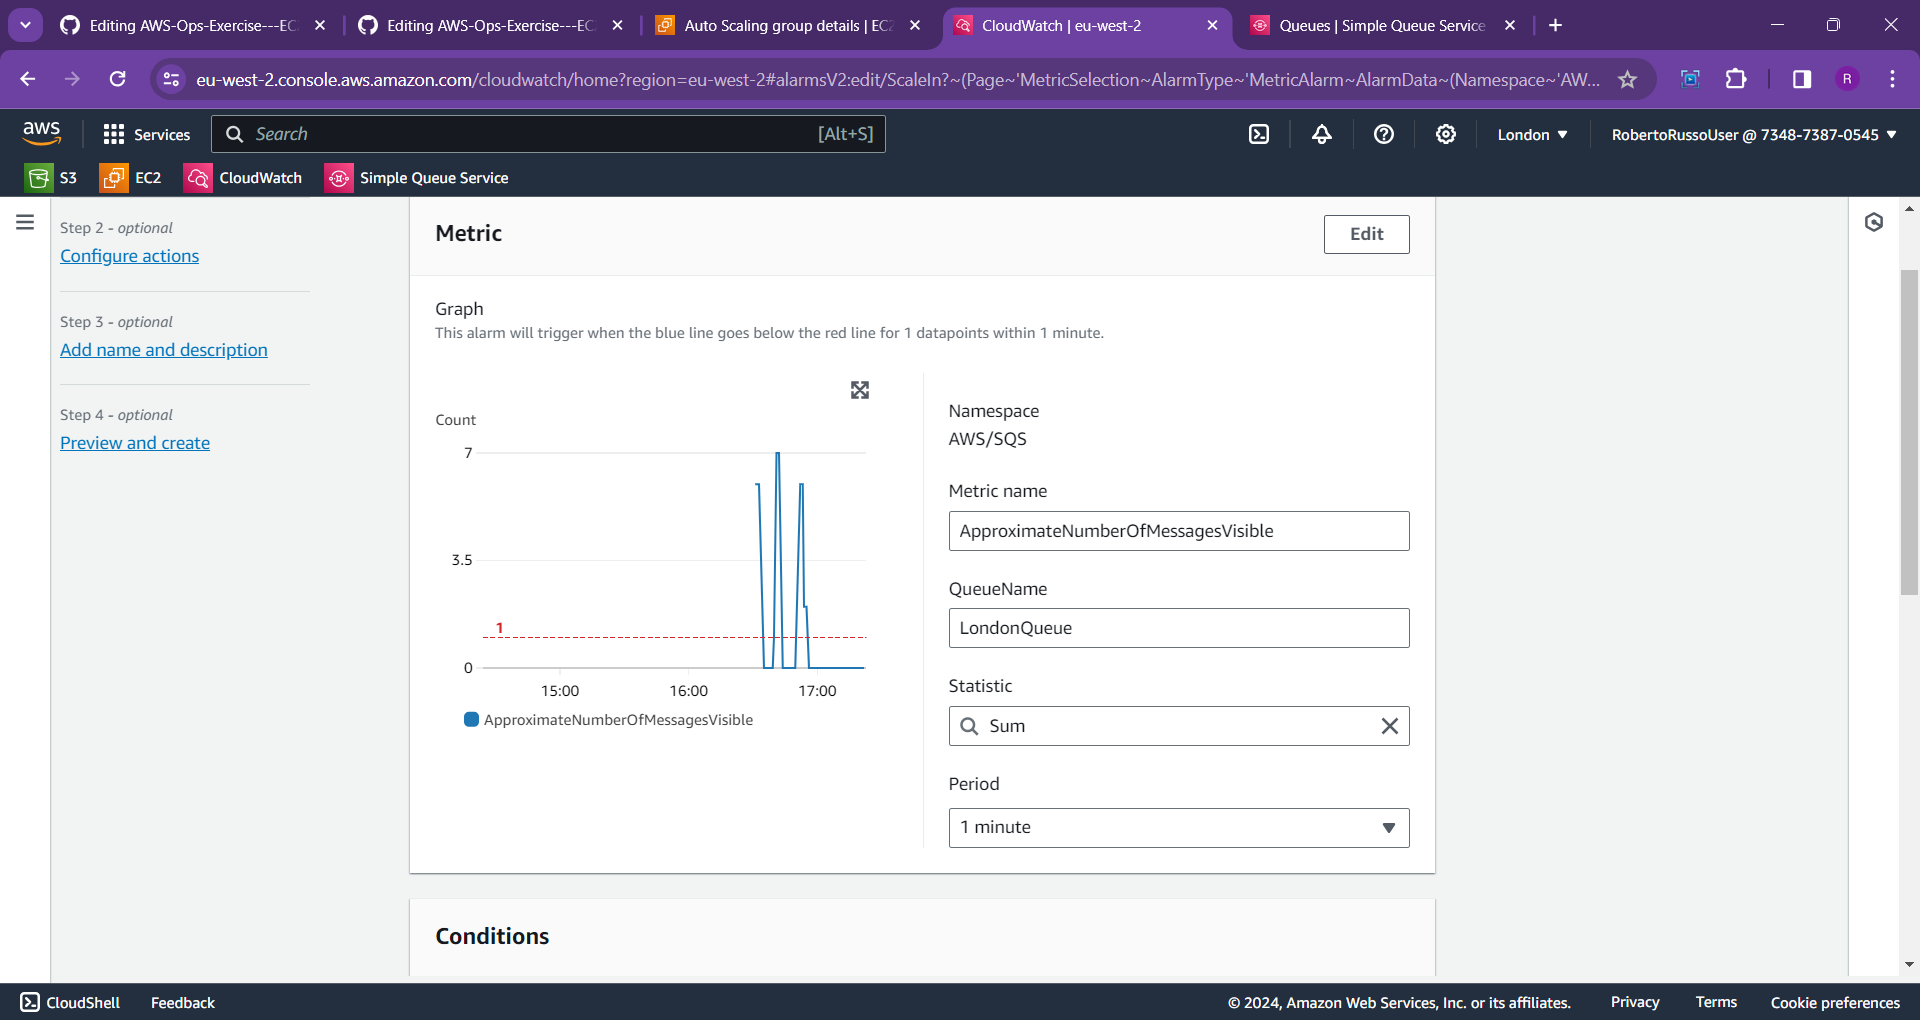 Editing AWS-Ops-Exercise---EC
Editing AWS-Ops-Exercise---EC
Auto Scaling group details | EC2
CloudWatch | eu-west-2
Queues | Simple Queue Service
eu-west-2.console.aws.amazon.com/cloudwatch/home?region=eu-west-2#alarmsV2:edit/ScaleIn?~(Page~'MetricSelection~AlarmType~'MetricAlarm~AlarmData~(Namespace~'AW...
R
aws
Services
Search
[Alt+S]
London
RobertoRussoUser @ 7348-7387-0545
S3
EC2
CloudWatch
Simple Queue Service
Step 2 - optional
Configure actions
Step 3 - optional
Add name and description
Step 4 - optional
Preview and create
Metric
Edit
Graph
This alarm will trigger when the blue line goes below the red line for 1 datapoints within 1 minute.
Count
7
3.5
1
0
15:00
16:00
17:00
ApproximateNumberOfMessagesVisible
Namespace
AWS/SQS
Metric name
ApproximateNumberOfMessagesVisible
QueueName
LondonQueue
Statistic
Sum
Period
1 minute
Conditions
CloudShell
Feedback
© 2024, Amazon Web Services, Inc. or its affiliates.
Privacy
Terms
Cookie preferences